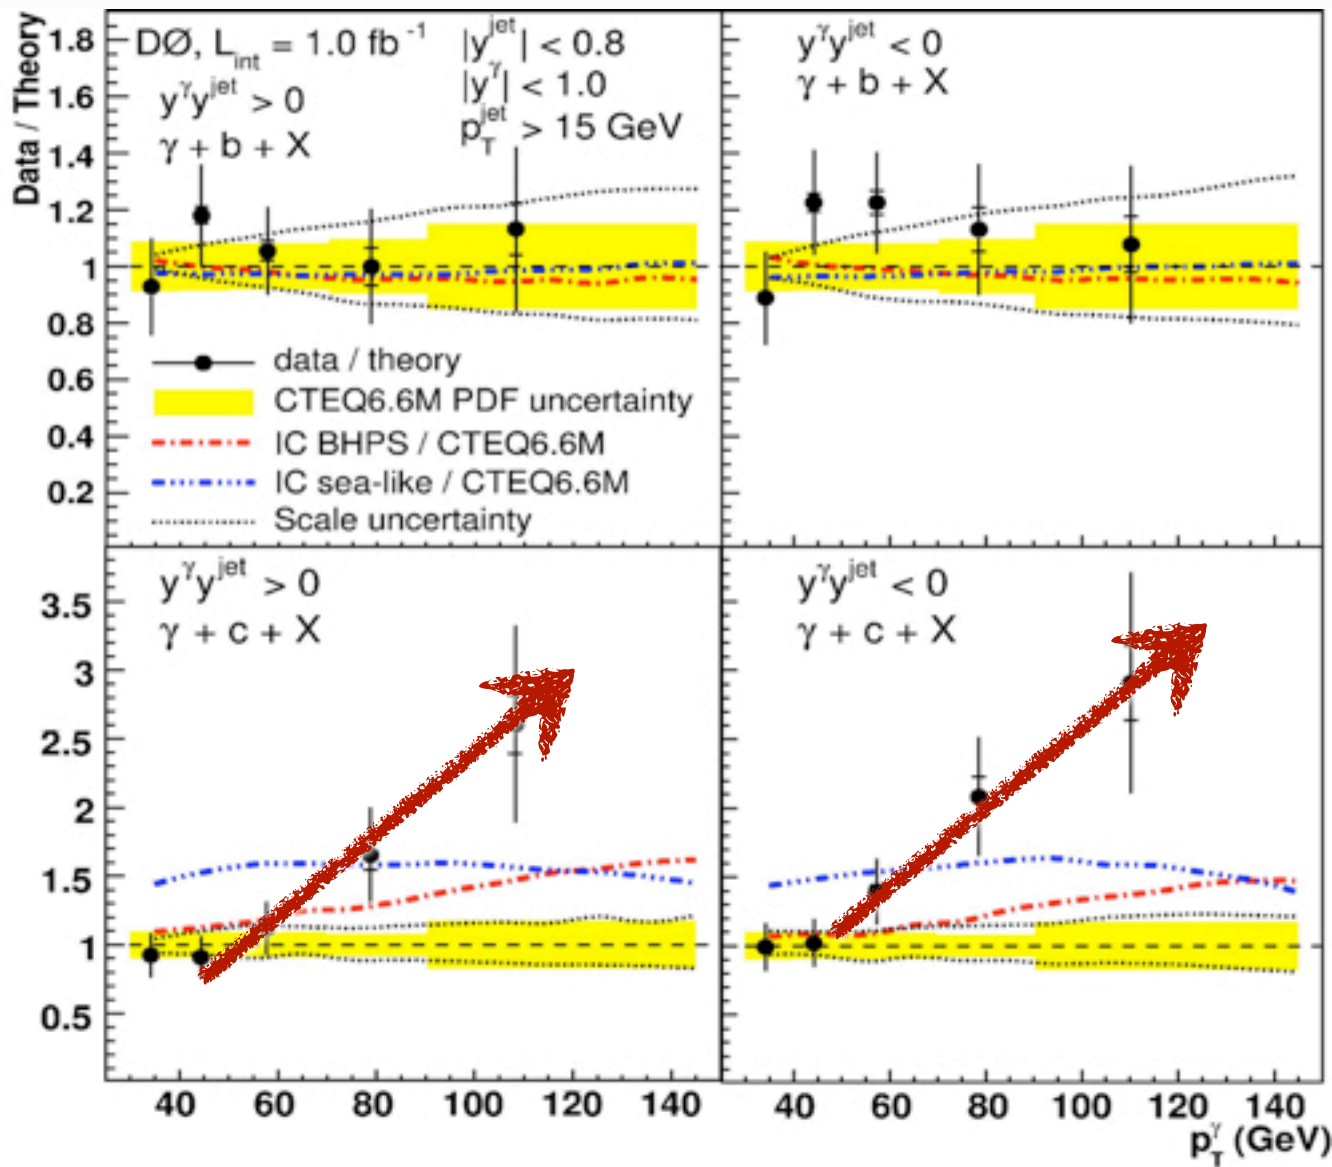 Data / Theory
1.8
1.6
1.4
1.2
1
0.8
0.6
0.4
0.2
DØ, L_int = 1.0 fb^-1
y^γ y^jet > 0
γ + b + X
|y^jet| < 0.8
|y^γ| < 1.0
p_T^jet > 15 GeV
data / theory
CTEQ6.6M PDF uncertainty
IC BHPS / CTEQ6.6M
IC sea-like / CTEQ6.6M
Scale uncertainty
y^γ y^jet < 0
γ + b + X
3.5
3
2.5
2
1.5
1
0.5
y^γ y^jet > 0
γ + c + X
y^γ y^jet < 0
γ + c + X
40 60 80 100 120 140
40 60 80 100 120 140
p_T^γ (GeV)